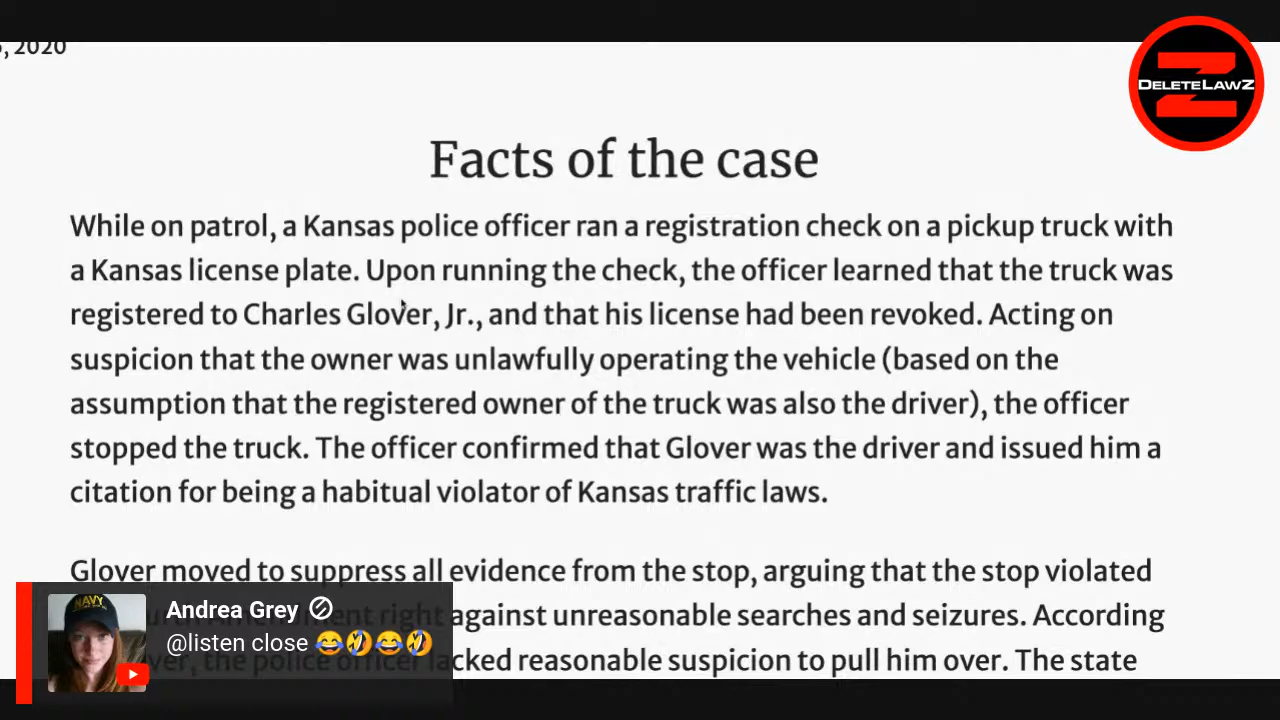 , 2020
DELETELAWZ
Facts of the case
While on patrol, a Kansas police officer ran a registration check on a pickup truck with
a Kansas license plate. Upon running the check, the officer learned that the truck was
registered to Charles Glover, Jr., and that his license had been revoked. Acting on
suspicion that the owner was unlawfully operating the vehicle (based on the
assumption that the registered owner of the truck was also the driver), the officer
stopped the truck. The officer confirmed that Glover was the driver and issued him a
citation for being a habitual violator of Kansas traffic laws.
Glover moved to suppress all evidence from the stop, arguing that the stop violated
right against unreasonable searches and seizures. According
the police officer lacked reasonable suspicion to pull him over. The state
NAVY
Andrea Grey
@listen close 😂🤣😂🤣